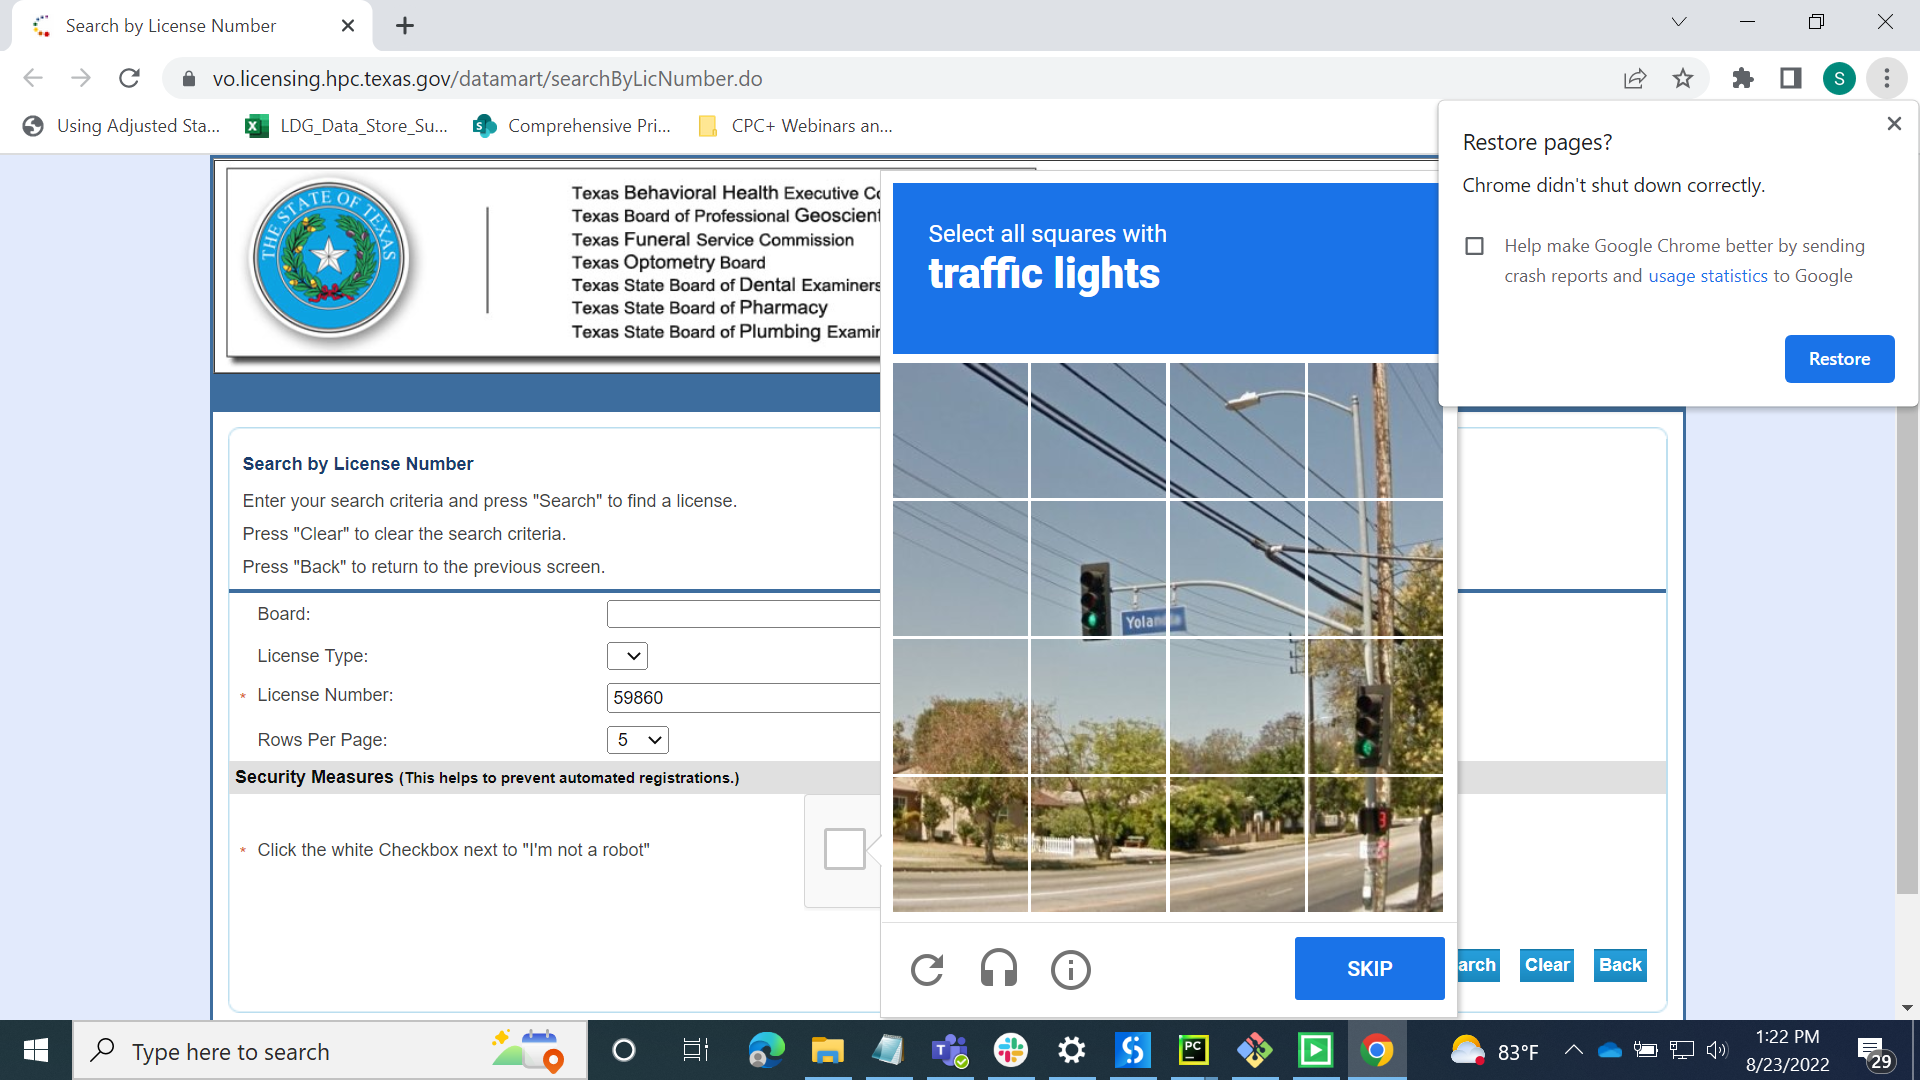 Search by License Number
vo.licensing.hpc.texas.gov/datamart/searchByLicNumber.do
S
Using Adjusted Sta...
LDG_Data_Store_Su...
Comprehensive Pri...
CPC+ Webinars an...
Restore pages?
Chrome didn't shut down correctly.
Help make Google Chrome better by sending
crash reports and usage statistics to Google
Restore
THE STATE OF TEXAS
Texas Behavioral Health Executive Co
Texas Board of Professional Geoscient
Texas Funeral Service Commission
Texas Optometry Board
Texas State Board of Dental Examiners
Texas State Board of Pharmacy
Texas State Board of Plumbing Examin
Select all squares with
traffic lights
Yolan
3
Search by License Number
Enter your search criteria and press "Search" to find a license.
Press "Clear" to clear the search criteria.
Press "Back" to return to the previous screen.
Board:
License Type:
* License Number:
59860
Rows Per Page:
5
Security Measures (This helps to prevent automated registrations.)
* Click the white Checkbox next to "I'm not a robot"
SKIP
arch
Clear
Back
Type here to search
PC
83°F
1:22 PM
8/23/2022
29